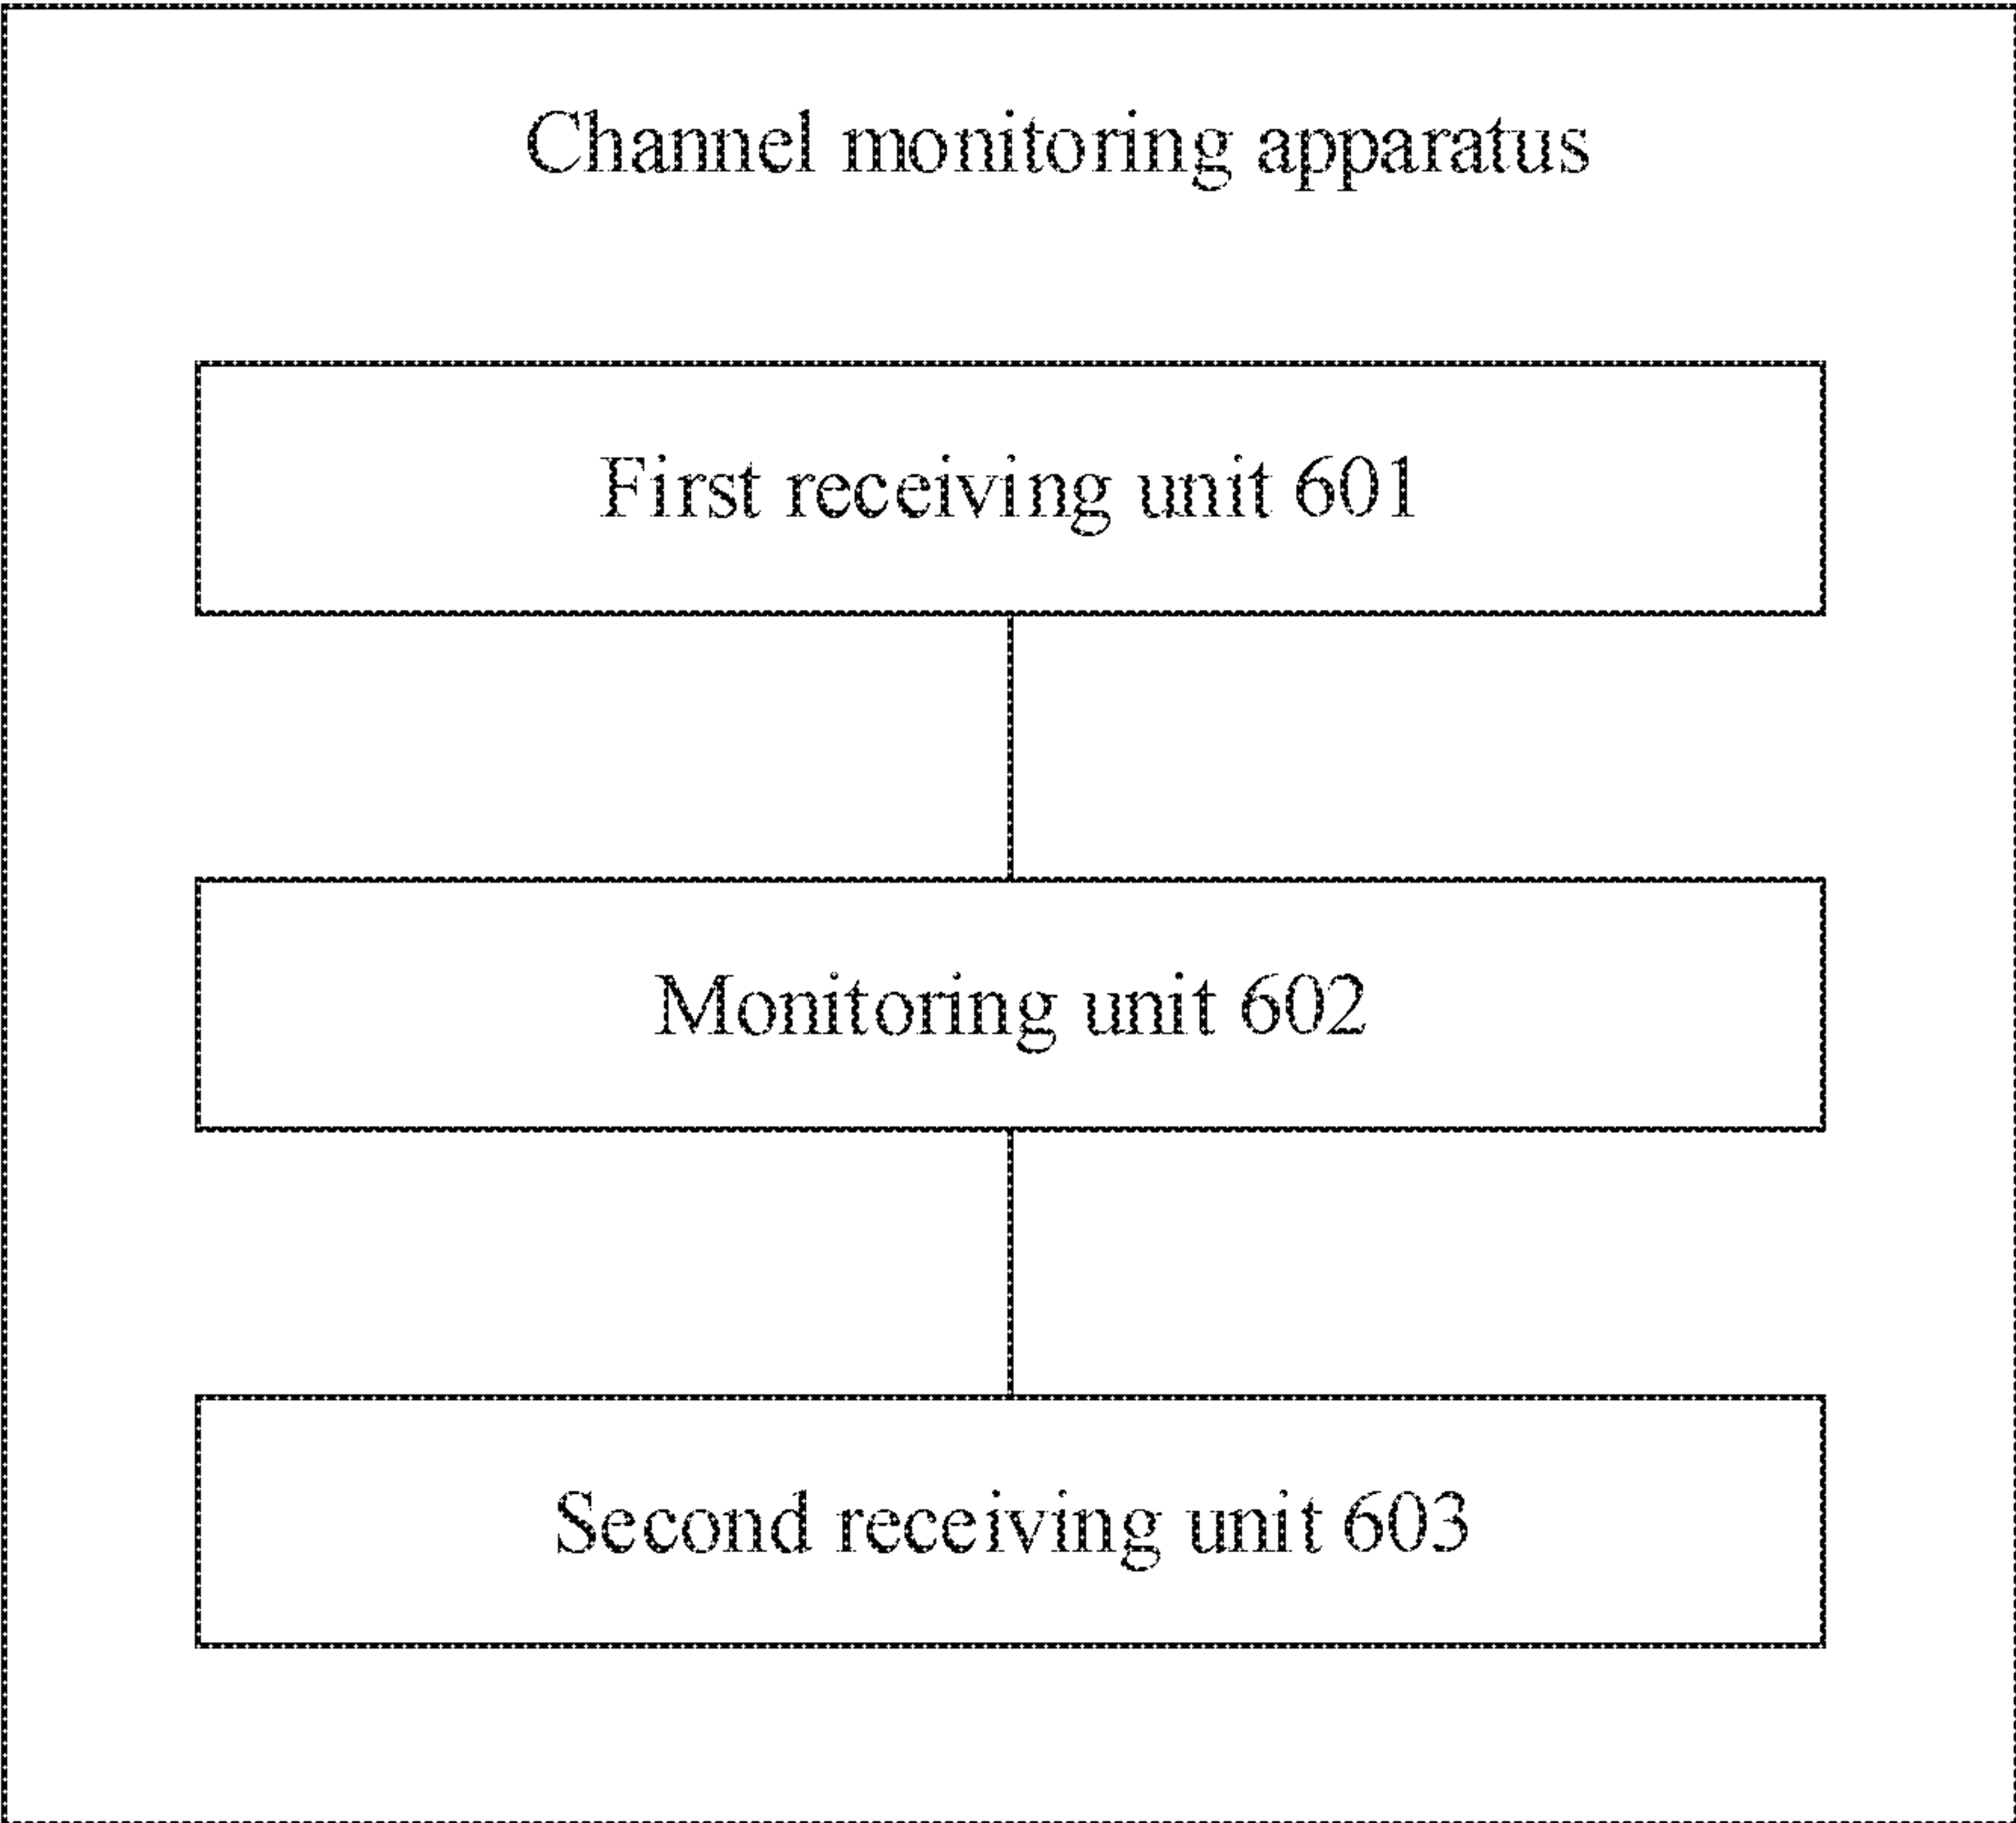 Channel monitoring apparatus
First receiving unit 601
Monitoring unit 602
Second receiving unit 603